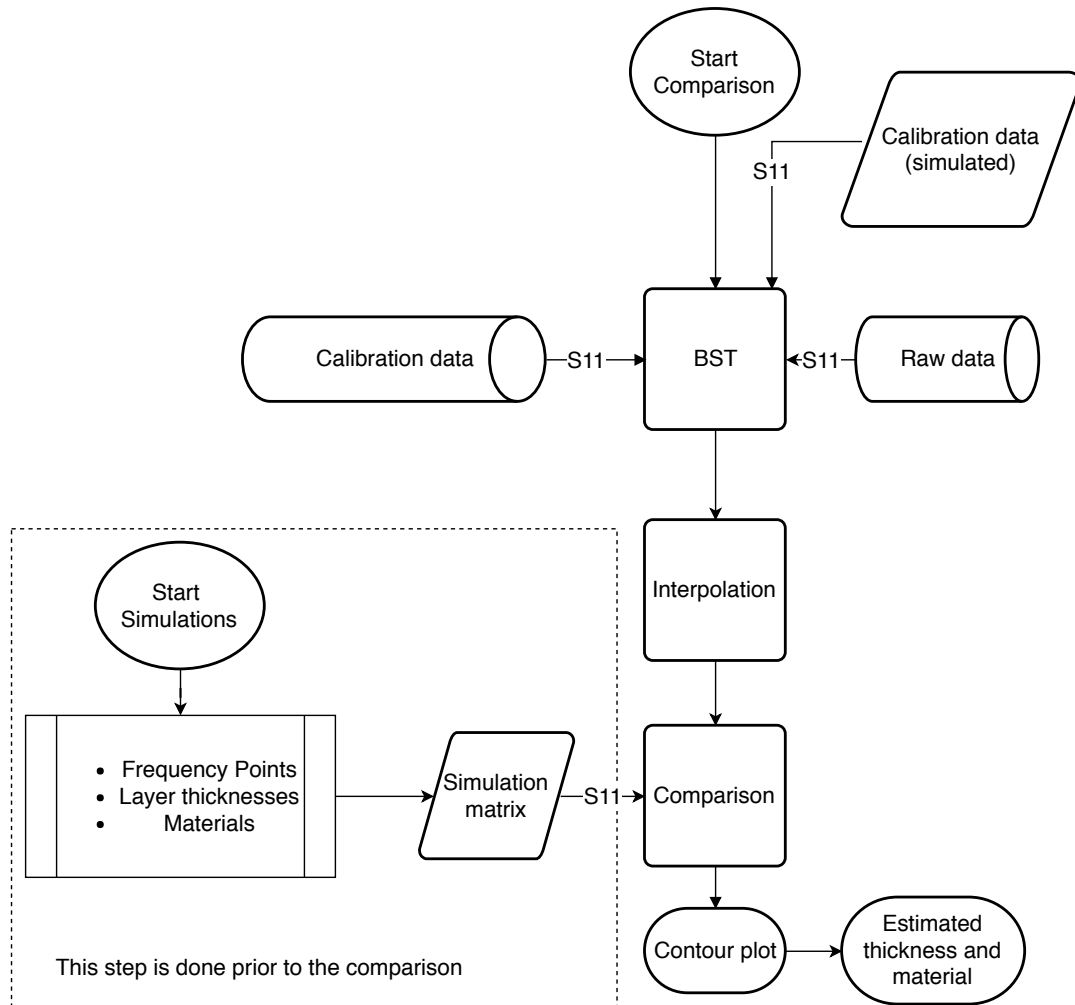 Start
Comparison
Calibration data
(simulated)
S11
Calibration data
S11
BST
S11
Raw data
Interpolation
Start
Simulations
• Frequency Points
• Layer thicknesses
• Materials
Simulation
matrix
S11
Comparison
Contour plot
Estimated
thickness and
material
This step is done prior to the comparison